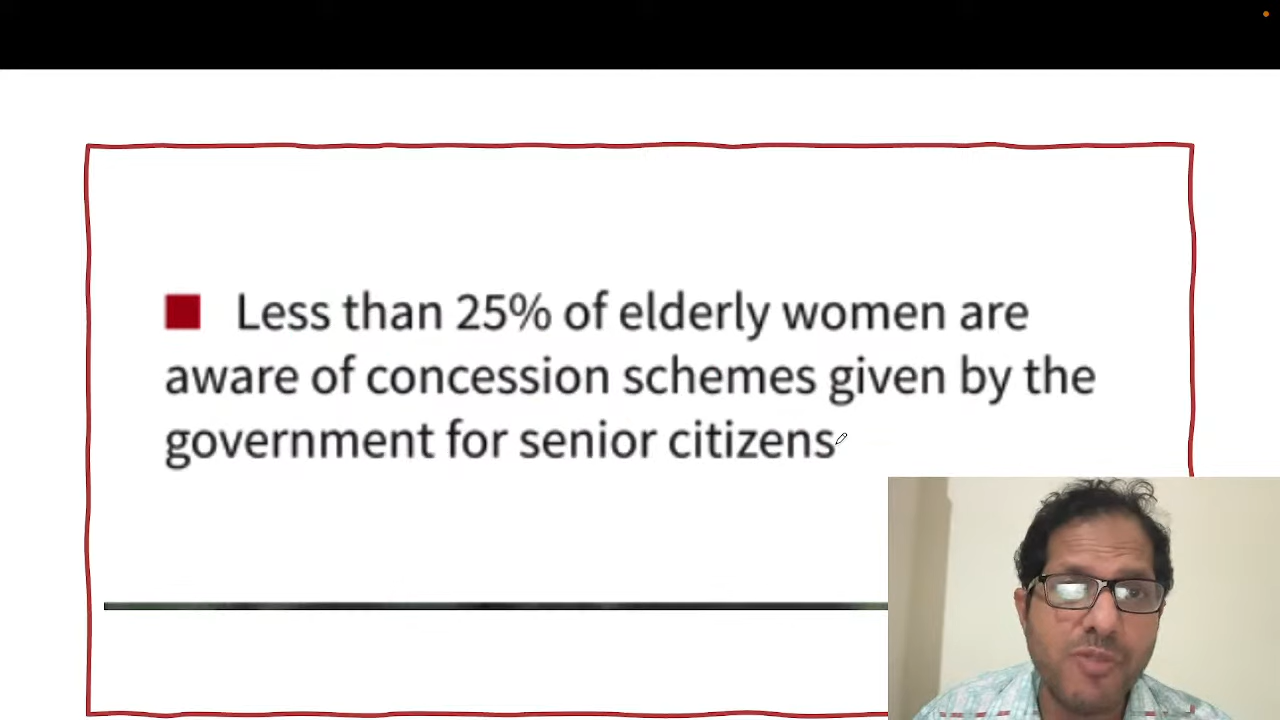 Less than 25% of elderly women are
aware of concession schemes given by the
government for senior citizens